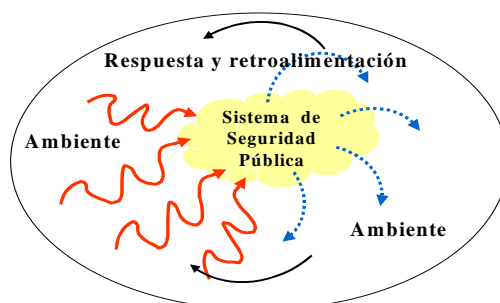 Respuesta y retroalimentación
Ambiente
Sistema de
Seguridad
Pública
Ambiente